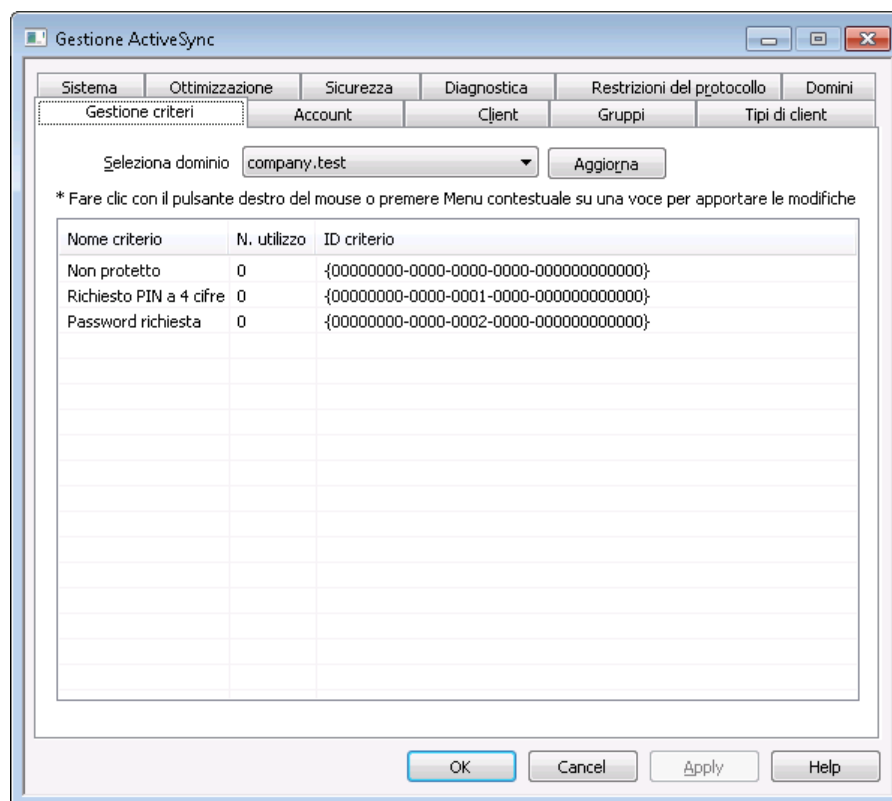 Gestione ActiveSync
Sistema Ottimizzazione Sicurezza Diagnostica Restrizioni del protocollo Domini
Gestione criteri Account Client Gruppi Tipi di client
Seleziona dominio company.test Aggiorna
* Fare clic con il pulsante destro del mouse o premere Menu contestuale su una voce per apportare le modifiche
Nome criterio N. utilizzo ID criterio
Non protetto 0 {00000000-0000-0000-0000-000000000000}
Richiesto PIN a 4 cifre 0 {00000000-0000-0001-0000-000000000000}
Password richiesta 0 {00000000-0000-0002-0000-000000000000}
OK Cancel Apply Help